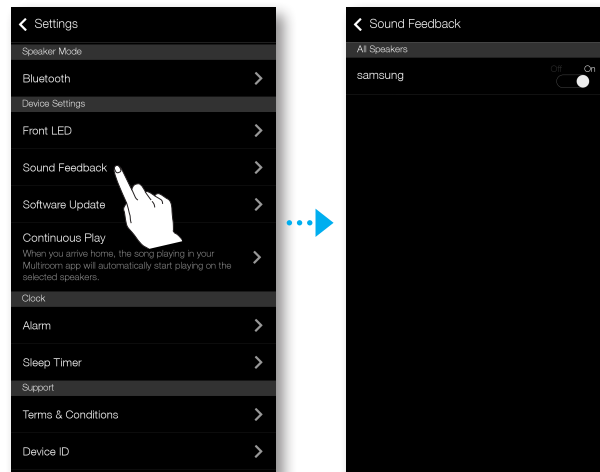 Settings
Speaker Mode
Bluetooth
Device Settings
Front LED
Sound Feedback
Software Update
Continuous Play
When you arrive home, the song playing in your
Multiroom app will automatically start playing on the
selected speakers.
Clock
Alarm
Sleep Timer
Support
Terms & Conditions
Device ID
Sound Feedback
All Speakers
Off On
samsung